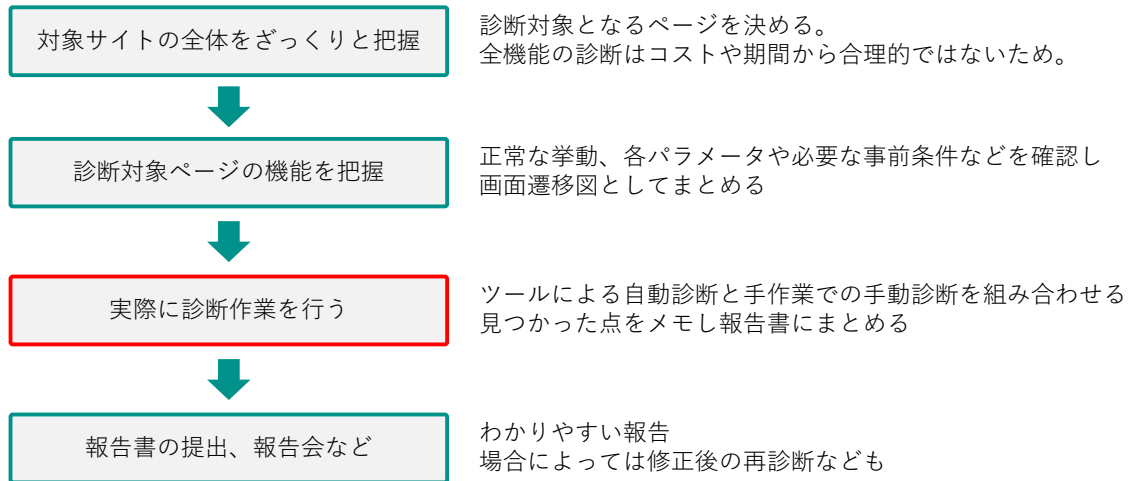 対象サイトの全体をざっくりと把握
診断対象となるページを決める。
全機能の診断はコストや期間から合理的ではないため。
診断対象ページの機能を把握
正常な挙動、各パラメータや必要な事前条件などを確認し
画面遷移図としてまとめる
実際に診断作業を行う
ツールによる自動診断と手作業での手動診断を組み合わせる
見つかった点をメモし報告書にまとめる
報告書の提出、報告会など
わかりやすい報告
場合によっては修正後の再診断なども